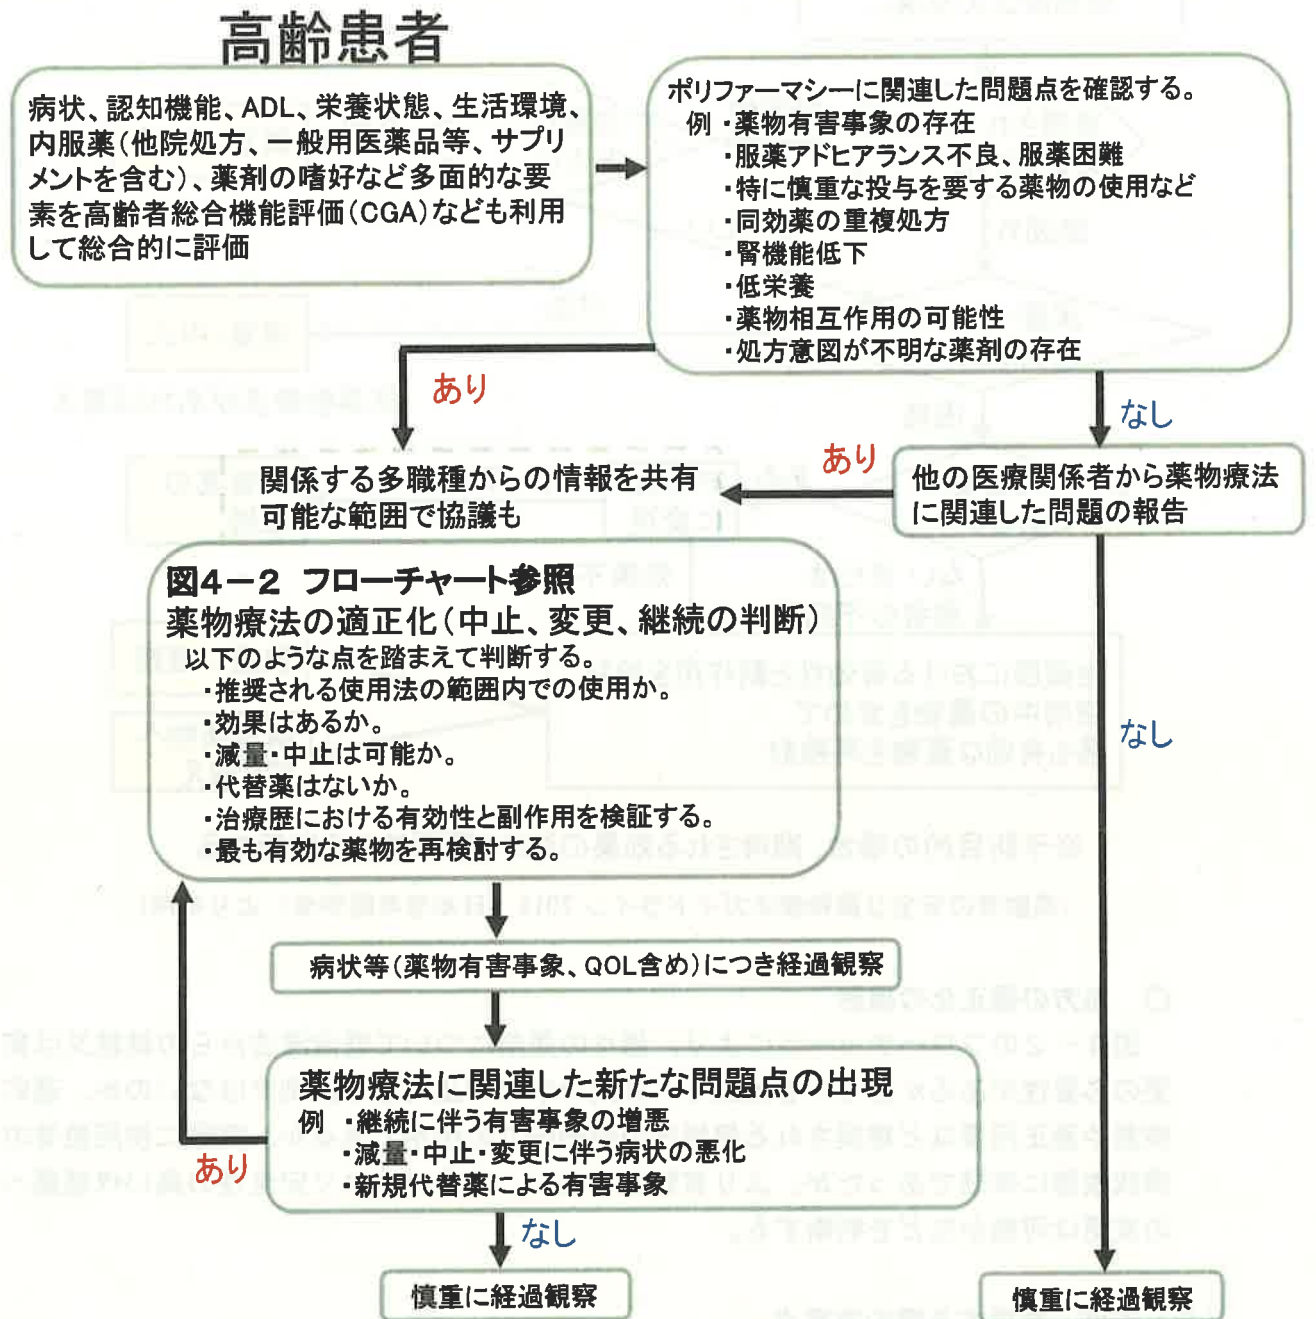 高齢患者
病状、認知機能、ADL、栄養状態、生活環境、
内服薬(他院処方、一般用医薬品等、サプリ
メントを含む)、薬剤の嗜好など多面的な要
素を高齢者総合機能評価(CGA)なども利用
して総合的に評価
ポリファーマシーに関連した問題点を確認する。
例 ・薬物有害事象の存在
・服薬アドヒアランス不良、服薬困難
・特に慎重な投与を要する薬物の使用など
・同効薬の重複処方
・腎機能低下
・低栄養
・薬物相互作用の可能性
・処方意図が不明な薬剤の存在
あり
なし
他の医療関係者から薬物療法
に関連した問題の報告
あり
なし
関係する多職種からの情報を共有
可能な範囲で協議も
図4-2 フローチャート参照
薬物療法の適正化(中止、変更、継続の判断)
以下のような点を踏まえて判断する。
・推奨される使用法の範囲内での使用か。
・効果はあるか。
・減量・中止は可能か。
・代替薬はないか。
・治療歴における有効性と副作用を検証する。
・最も有効な薬物を再検討する。
病状等(薬物有害事象、QOL含め)につき経過観察
薬物療法に関連した新たな問題点の出現
例 ・継続に伴う有害事象の増悪
・減量・中止・変更に伴う病状の悪化
・新規代替薬による有害事象
あり
なし
慎重に経過観察
慎重に経過観察